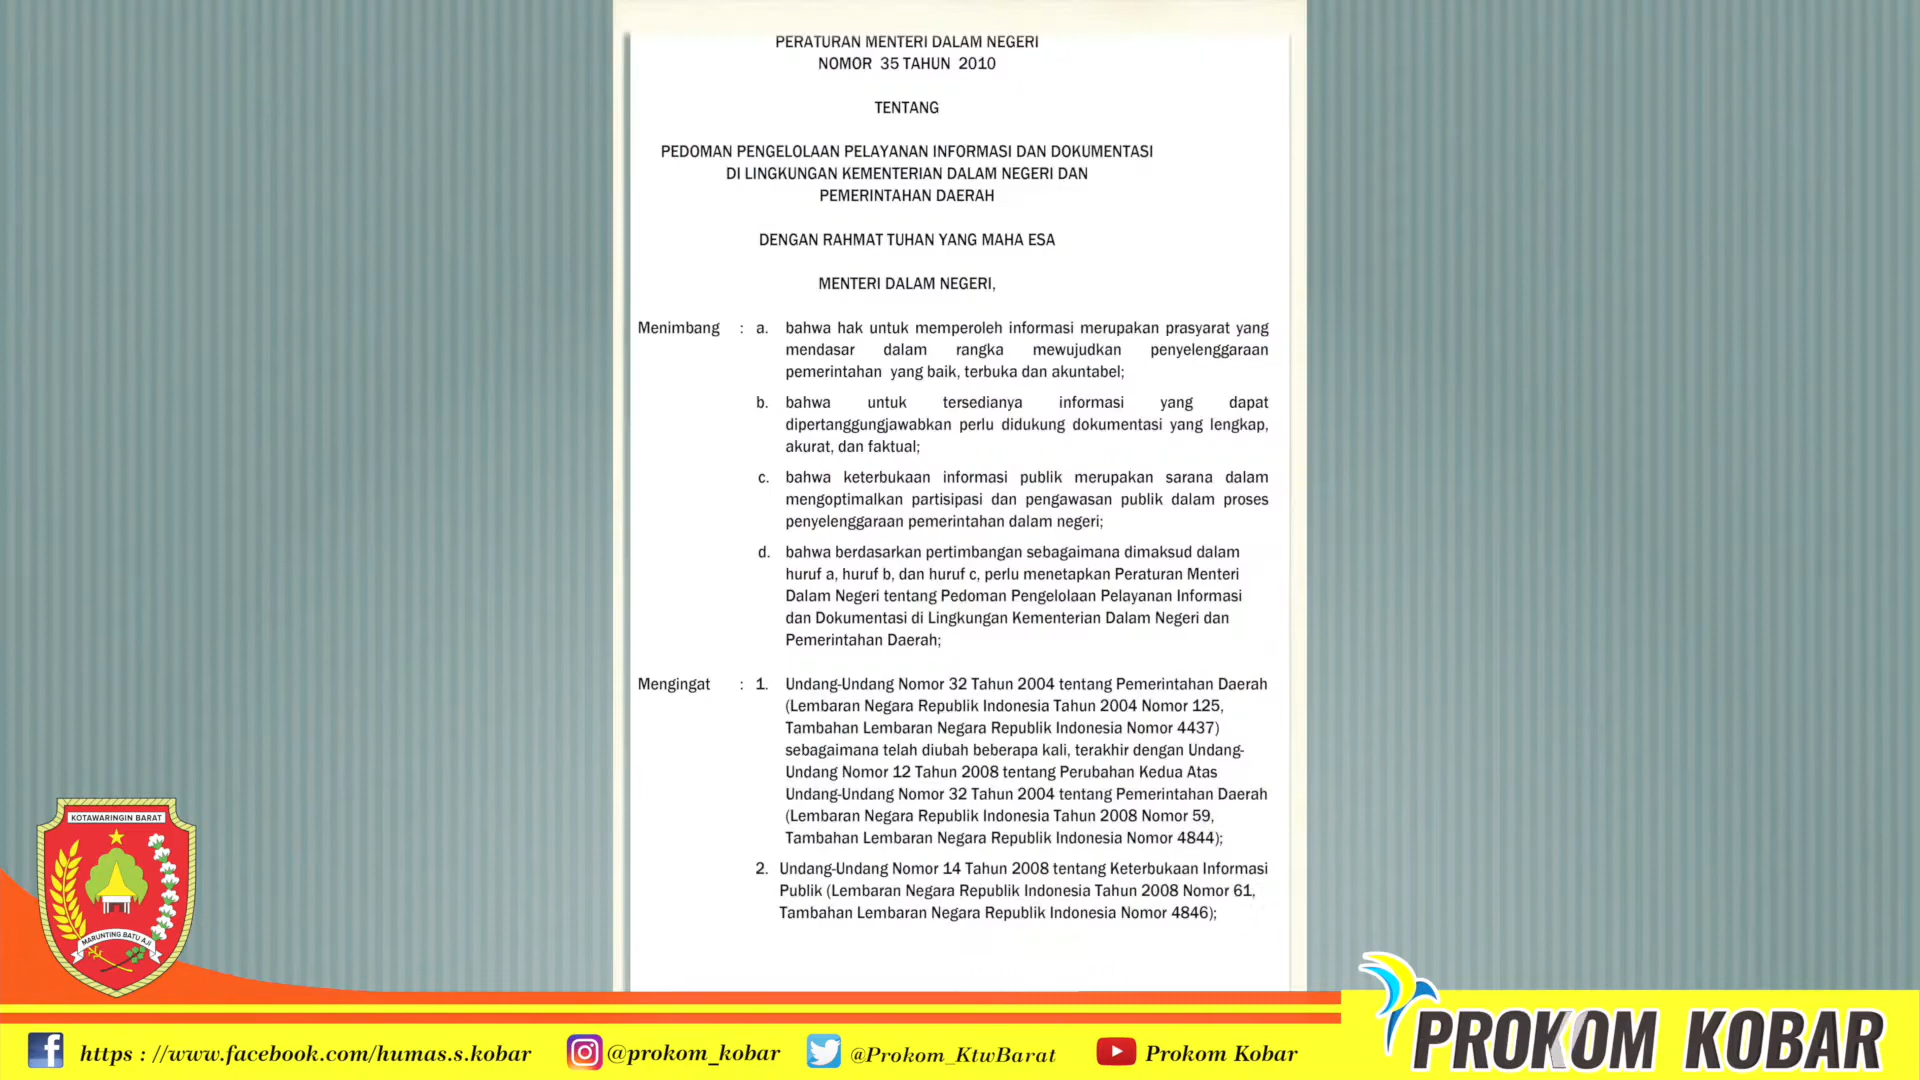 PERATURAN MENTERI DALAM NEGERI
NOMOR 35 TAHUN 2010
TENTANG
PEDOMAN PENGELOLAAN PELAYANAN INFORMASI DAN DOKUMENTASI
DI LINGKUNGAN KEMENTERIAN DALAM NEGERI DAN
PEMERINTAHAN DAERAH
DENGAN RAHMAT TUHAN YANG MAHA ESA
MENTERI DALAM NEGERI,
Menimbang : a. bahwa hak untuk memperoleh informasi merupakan prasyarat yang
mendasar dalam rangka mewujudkan penyelenggaraan
pemerintahan yang baik, terbuka dan akuntabel;
b. bahwa untuk tersedianya informasi yang dapat
dipertanggungjawabkan perlu didukung dokumentasi yang lengkap,
akurat, dan faktual;
c. bahwa keterbukaan informasi publik merupakan sarana dalam
mengoptimalkan partisipasi dan pengawasan publik dalam proses
penyelenggaraan pemerintahan dalam negeri;
d. bahwa berdasarkan pertimbangan sebagaimana dimaksud dalam
huruf a, huruf b, dan huruf c, perlu menetapkan Peraturan Menteri
Dalam Negeri tentang Pedoman Pengelolaan Pelayanan Informasi
dan Dokumentasi di Lingkungan Kementerian Dalam Negeri dan
Pemerintahan Daerah;
Mengingat : 1. Undang-Undang Nomor 32 Tahun 2004 tentang Pemerintahan Daerah
(Lembaran Negara Republik Indonesia Tahun 2004 Nomor 125,
Tambahan Lembaran Negara Republik Indonesia Nomor 4437)
sebagaimana telah diubah beberapa kali, terakhir dengan Undang-
Undang Nomor 12 Tahun 2008 tentang Perubahan Kedua Atas
Undang-Undang Nomor 32 Tahun 2004 tentang Pemerintahan Daerah
(Lembaran Negara Republik Indonesia Tahun 2008 Nomor 59,
Tambahan Lembaran Negara Republik Indonesia Nomor 4844);
2. Undang-Undang Nomor 14 Tahun 2008 tentang Keterbukaan Informasi
Publik (Lembaran Negara Republik Indonesia Tahun 2008 Nomor 61,
Tambahan Lembaran Negara Republik Indonesia Nomor 4846);
KOTAWARINGIN BARAT
MARUNTING BATU AJI
https : //www.facebook.com/humas.s.kobar
@prokom_kobar
@Prokom_KtwBarat
Prokom Kobar
PROKOM KOBAR